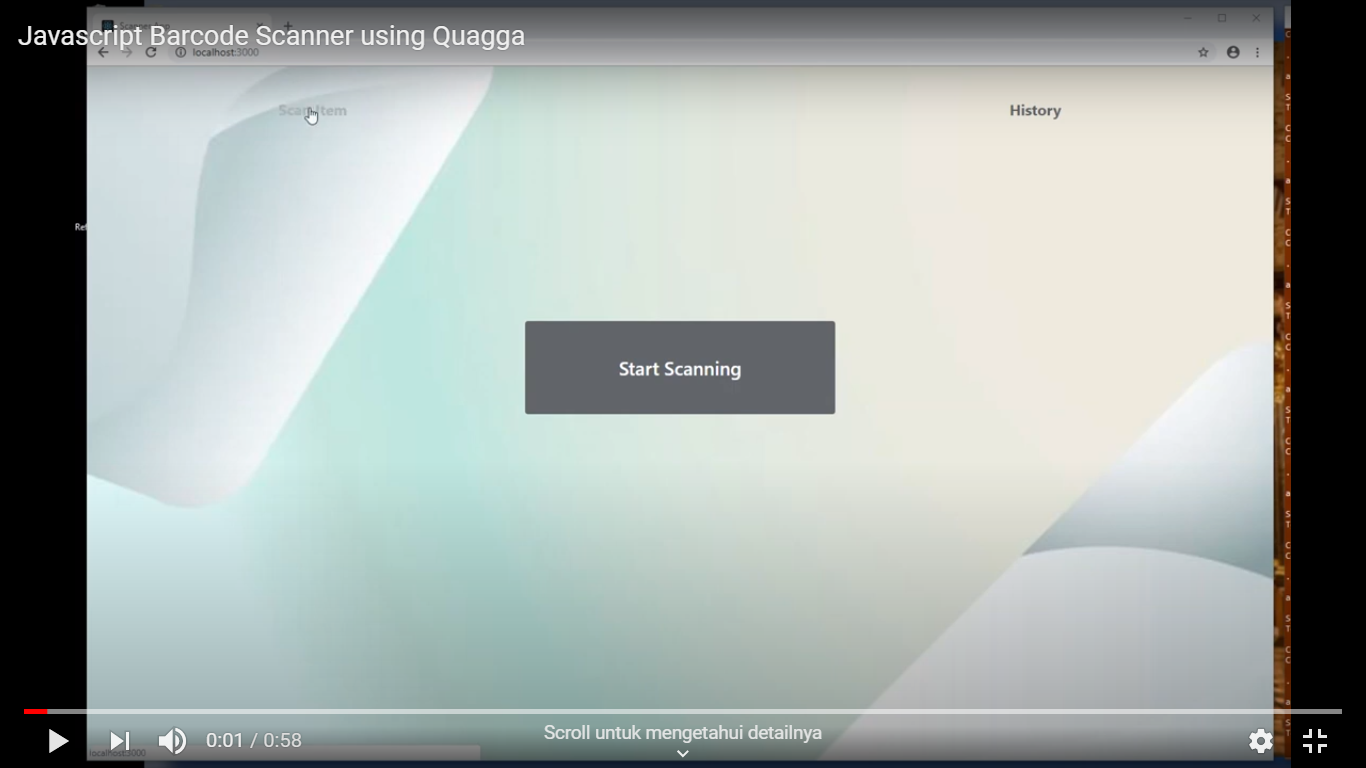 Javascript Barcode Scanner using Quagga
Scanner App
localhost:3000
Scan Item
History
Ref
Start Scanning
Scroll untuk mengetahui detailnya
0:01 / 0:58
localhost:3000